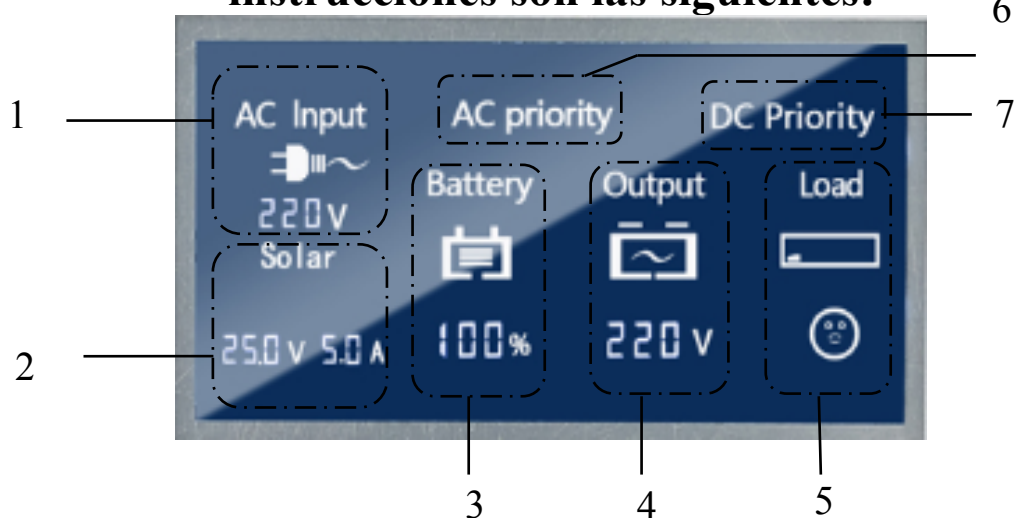 instrucciones son las siguientes:
6
1
AC Input
AC priority
DC Priority
7
220V
Battery
Output
Load
Solar
2
25.0 V 5.0 A
100%
220 V
3
4
5